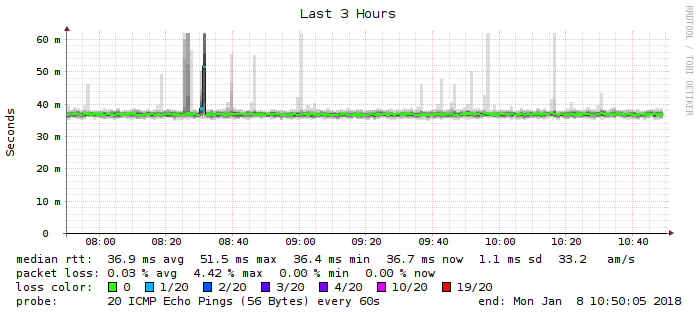 Last 3 Hours
RRDTOOL / TOBI OETIKER
Seconds
60 m
50 m
40 m
30 m
20 m
10 m
0
08:00 08:20 08:40 09:00 09:20 09:40 10:00 10:20 10:40
median rtt: 36.9 ms avg 51.5 ms max 36.4 ms min 36.7 ms now 1.1 ms sd 33.2 am/s
packet loss: 0.03 % avg 4.42 % max 0.00 % min 0.00 % now
loss color: 0 1/20 2/20 3/20 4/20 10/20 19/20
probe: 20 ICMP Echo Pings (56 Bytes) every 60s end: Mon Jan 8 10:50:05 2018